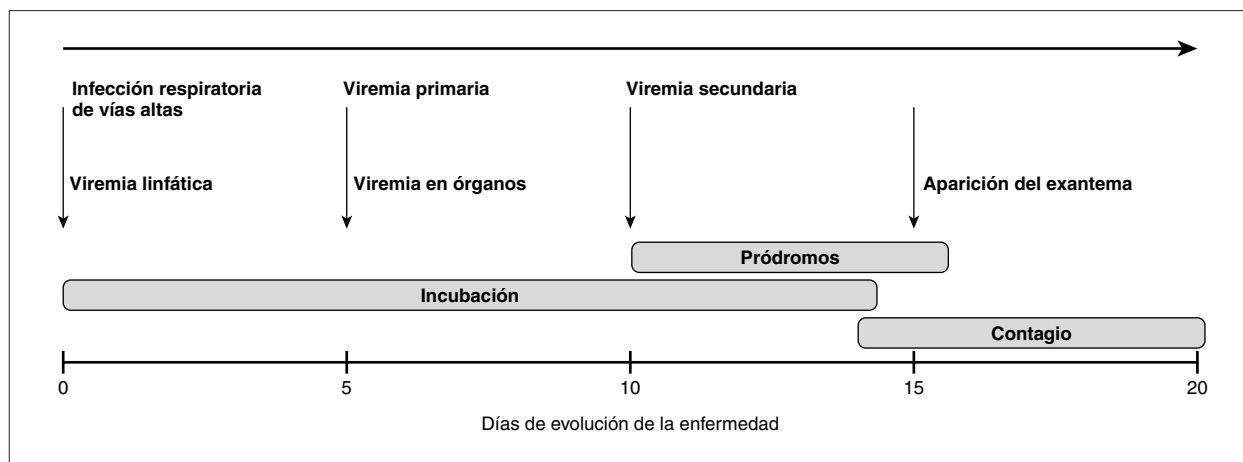 Infección respiratoria
de vías altas
Viremia primaria
Viremia secundaria
Viremia linfática
Viremia en órganos
Aparición del exantema
Pródromos
Incubación
Contagio
0 5 10 15 20
Días de evolución de la enfermedad